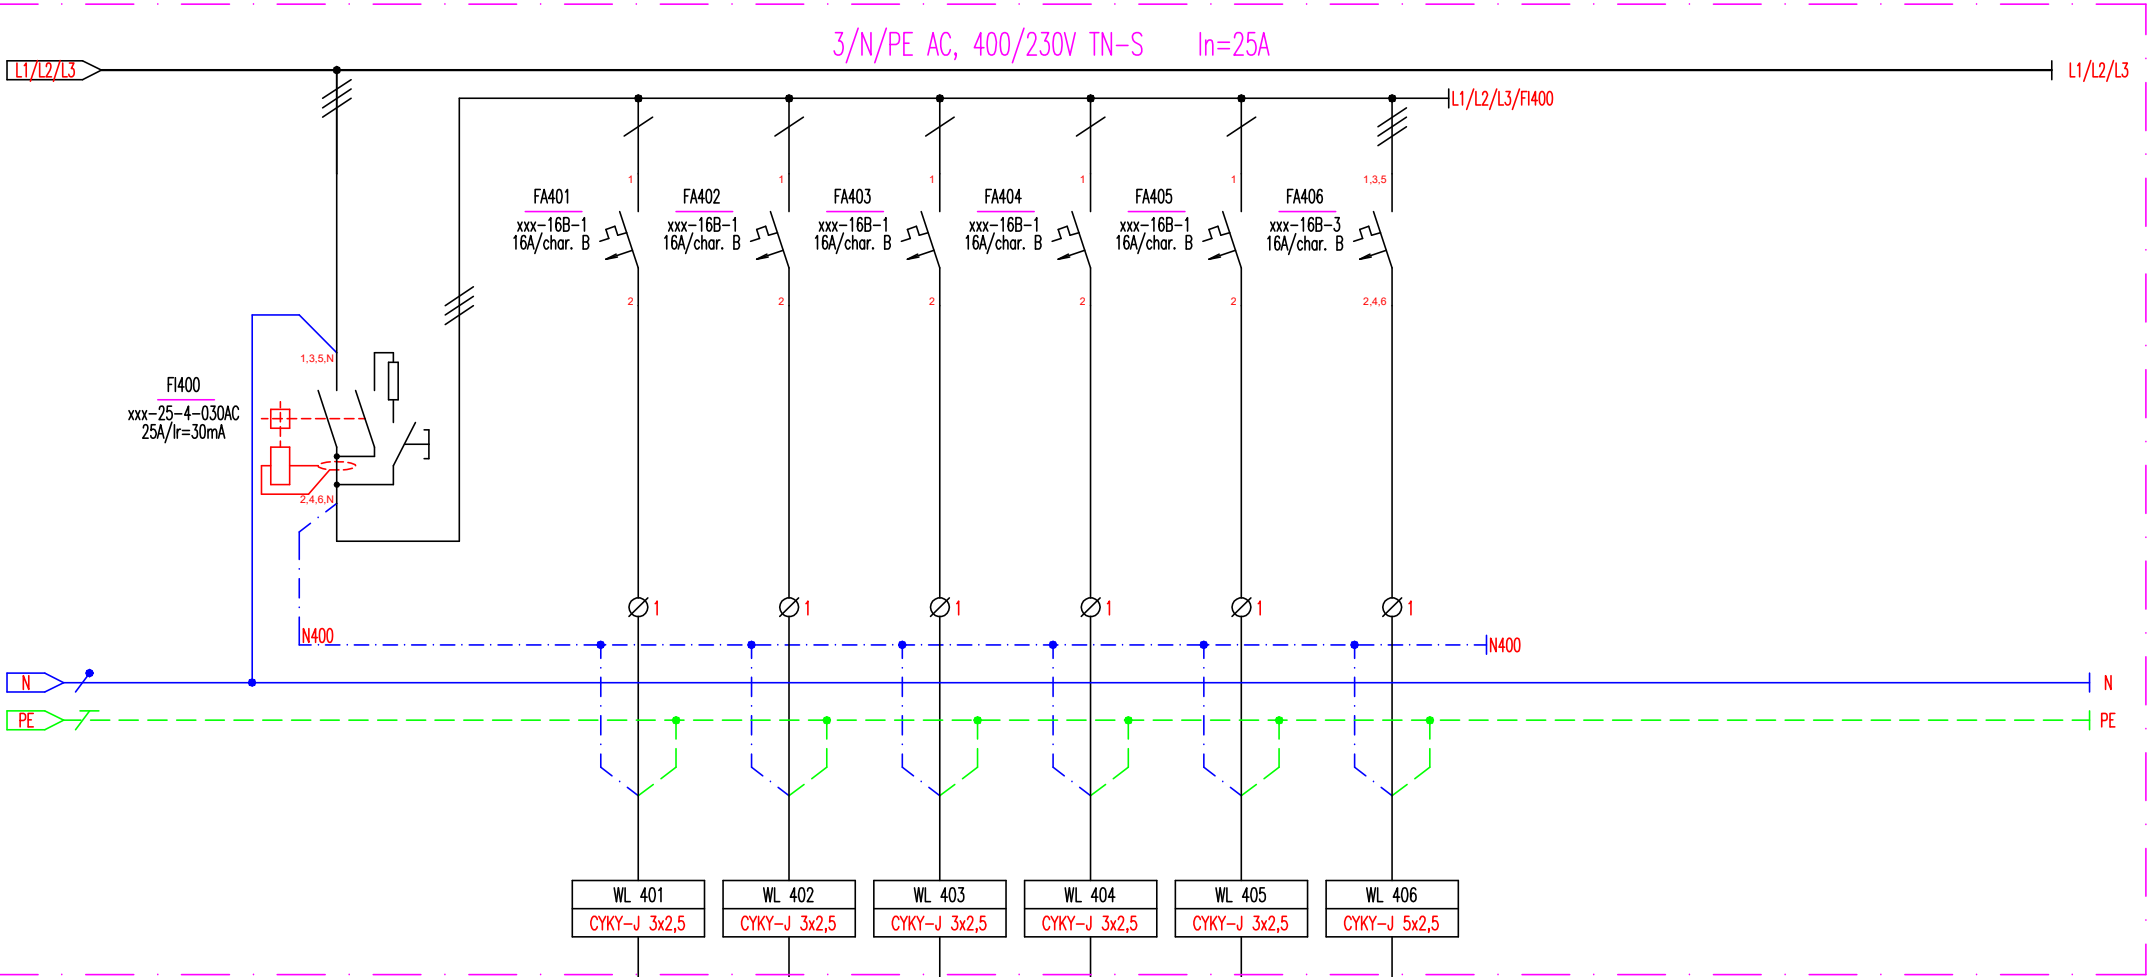 3/N/PE AC, 400/230V TN-S In=25A
L1/L2/L3
L1/L2/L3
L1/L2/L3/FI400
1
1
1
1
1
1,3,5
FA401
xxx-16B-1
16A/char. B
FA402
xxx-16B-1
16A/char. B
FA403
xxx-16B-1
16A/char. B
FA404
xxx-16B-1
16A/char. B
FA405
xxx-16B-1
16A/char. B
FA406
xxx-16B-3
16A/char. B
2
2
2
2
2
2,4,6
1,3,5,N
FI400
xxx-25-4-030AC
25A/Ir=30mA
2,4,6,N
1
1
1
1
1
1
N400
N400
N
N
PE
PE
WL 401
CYKY-J 3x2,5
WL 402
CYKY-J 3x2,5
WL 403
CYKY-J 3x2,5
WL 404
CYKY-J 3x2,5
WL 405
CYKY-J 3x2,5
WL 406
CYKY-J 5x2,5